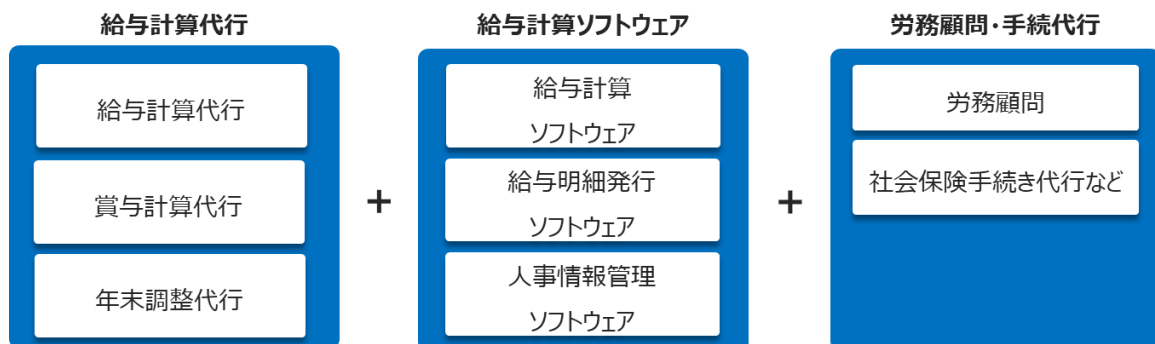 給与計算代行
給与計算代行
賞与計算代行
年末調整代行
+
給与計算ソフトウェア
給与計算
ソフトウェア
給与明細発行
ソフトウェア
人事情報管理
ソフトウェア
+
労務顧問・手続代行
労務顧問
社会保険手続き代行など